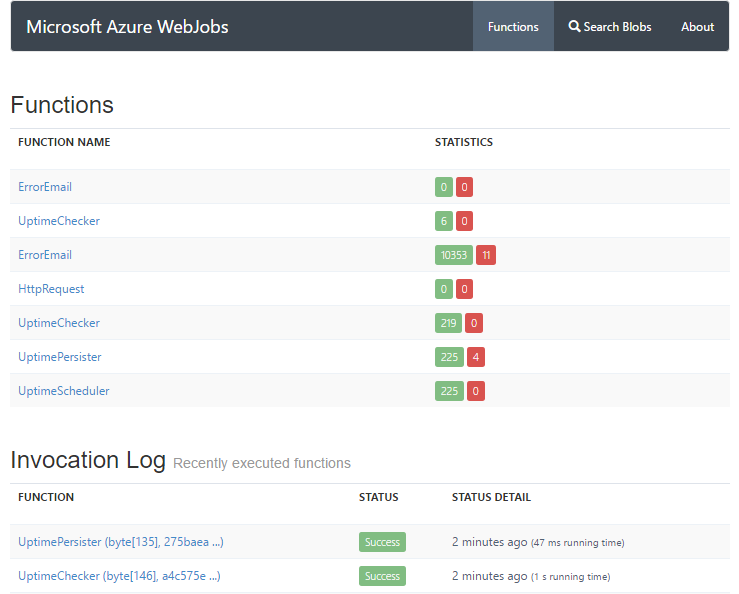 Microsoft Azure WebJobs Functions Search Blobs About
Functions
FUNCTION NAME STATISTICS
ErrorEmail 0 0
UptimeChecker 6 0
ErrorEmail 10353 11
HttpRequest 0 0
UptimeChecker 219 0
UptimePersister 225 4
UptimeScheduler 225 0
Invocation Log Recently executed functions
FUNCTION STATUS STATUS DETAIL
UptimePersister (byte[135], 275baea ...) Success 2 minutes ago (47 ms running time)
UptimeChecker (byte[146], a4c575e ...) Success 2 minutes ago (1 s running time)